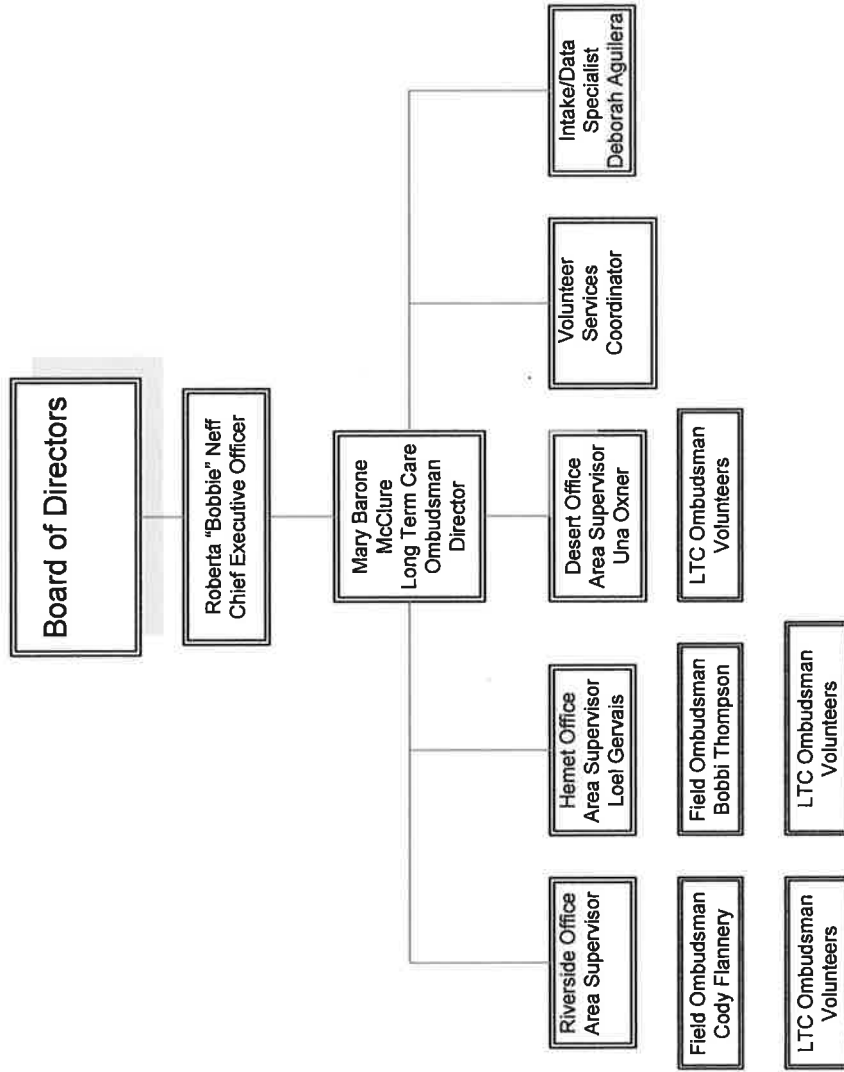 Board of Directors
Roberta "Bobbie" Neff
Chief Executive Officer
Mary Barone
McClure
Long Term Care
Ombudsman
Director
Riverside Office
Area Supervisor
Hemet Office
Area Supervisor
Loel Gervais
Desert Office
Area Supervisor
Una Oxner
Volunteer
Services
Coordinator
Intake/Data
Specialist
Deborah Aguilera
Field Ombudsman
Cody Flannery
Field Ombudsman
Bobbi Thompson
LTC Ombudsman
Volunteers
LTC Ombudsman
Volunteers
LTC Ombudsman
Volunteers